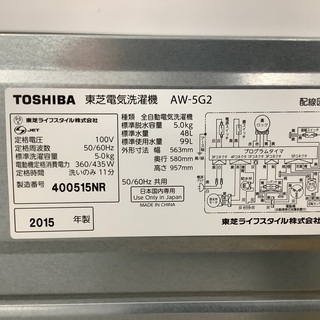 TOSHIBA 東芝電気洗濯機 AW-5G2
配線図
東芝ライフスタイル株式会社
JET
定格電圧 100V
定格周波数 50/60Hz
標準洗濯容量 5.0kg
電動機定格消費電力 360/435W
定格時間 洗いのみ 11分
製造番号 400515NR
2015 年製
種類 全自動電気洗濯機
標準脱水容量 5.0kg
標準水量 48L
標準使用水量 99L
外形寸法 幅 563mm
奥行 580mm
高さ 957mm
50/60Hz 共用
日本国内専用
Use Only in Japan
プログラムタイマ
東芝ライフスタイル株式会